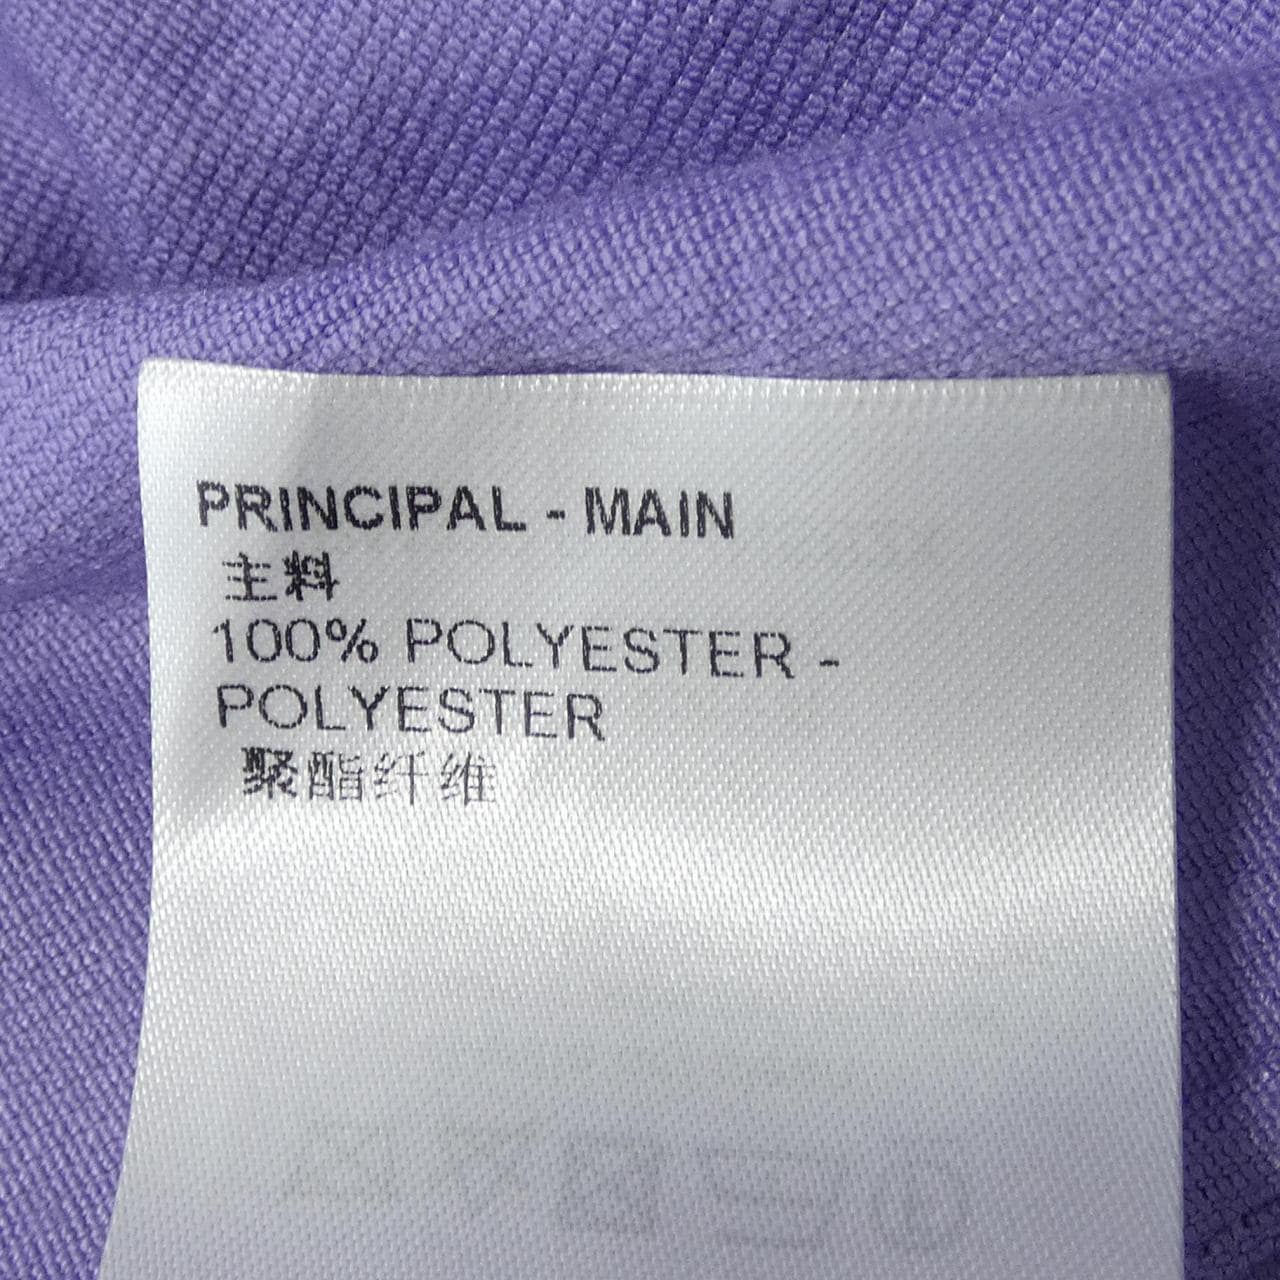 PRINCIPAL - MAIN
主料
100% POLYESTER -
POLYESTER
聚酯纤维